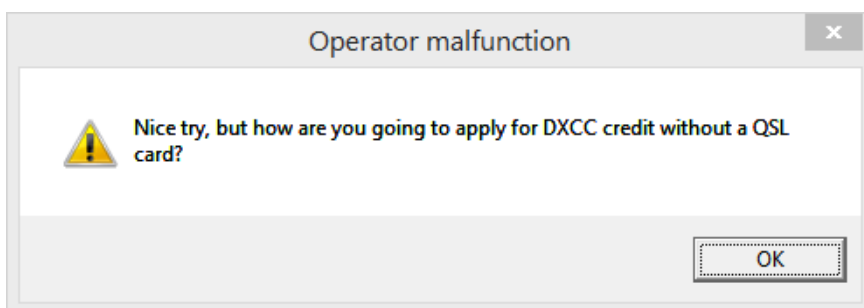 Operator malfunction
Nice try, but how are you going to apply for DXCC credit without a QSL
card?
OK